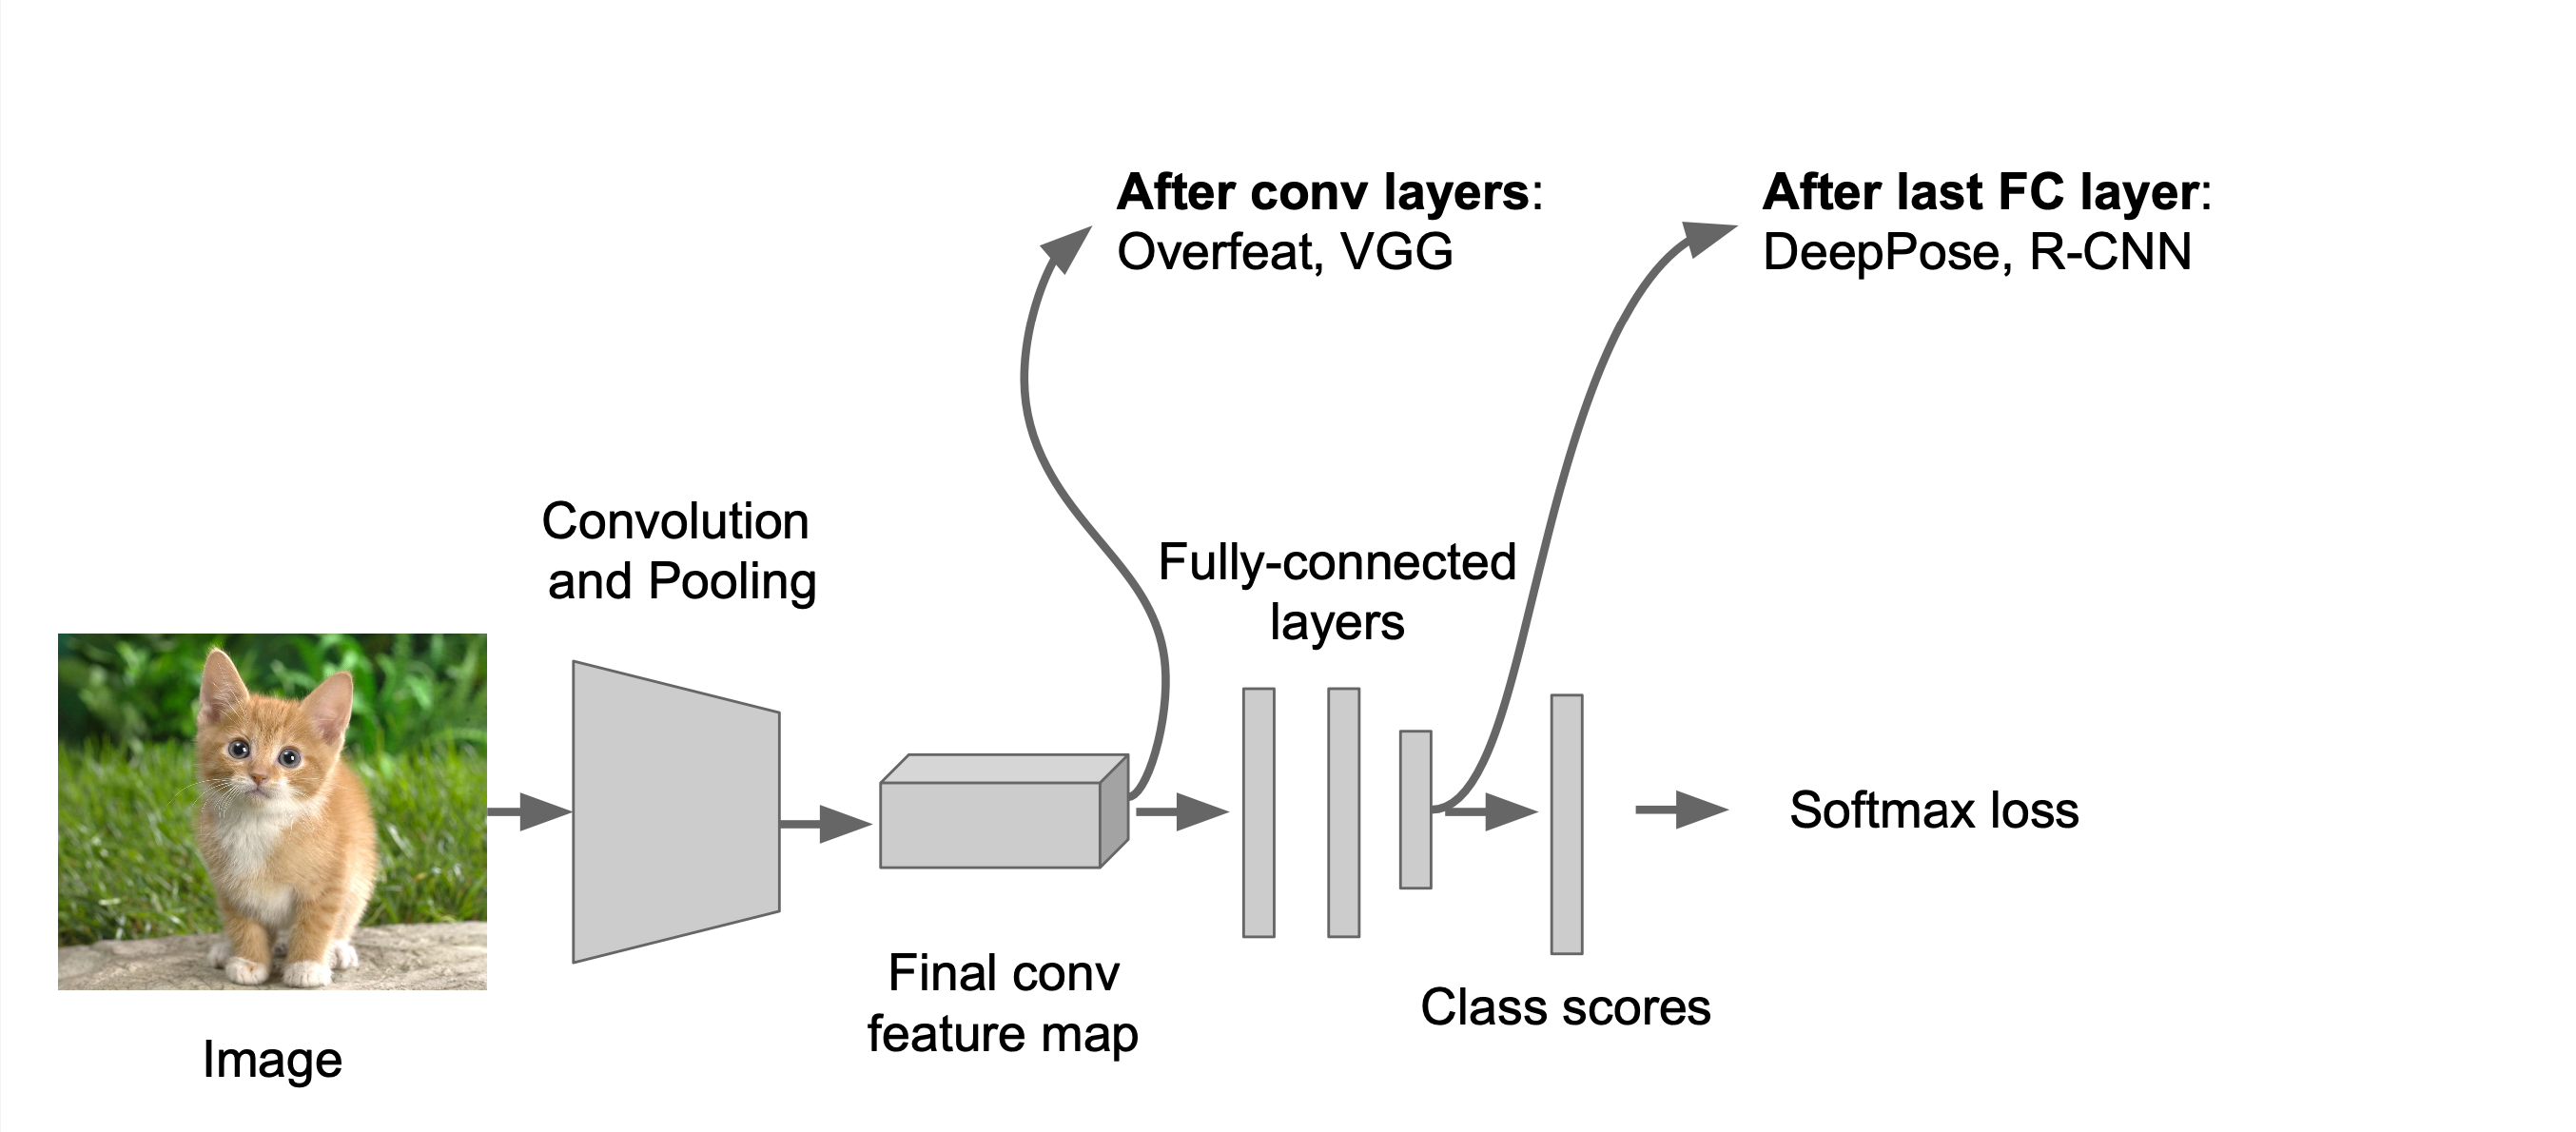 After conv layers:
Overfeat, VGG
After last FC layer:
DeepPose, R-CNN
Convolution
and Pooling
Fully-connected
layers
Softmax loss
Final conv
feature map
Class scores
Image